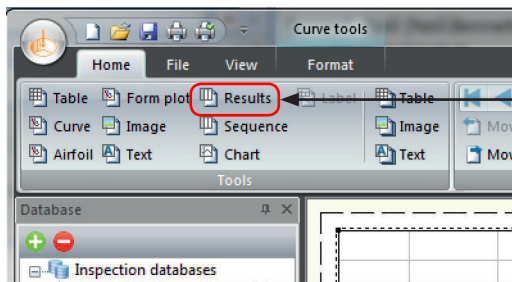 Curve tools
Home File View Format
Table Form plot Results Label Table
Curve Image Sequence Image Mov
Airfoil Text Chart Text Mov
Tools
Database
Inspection databases